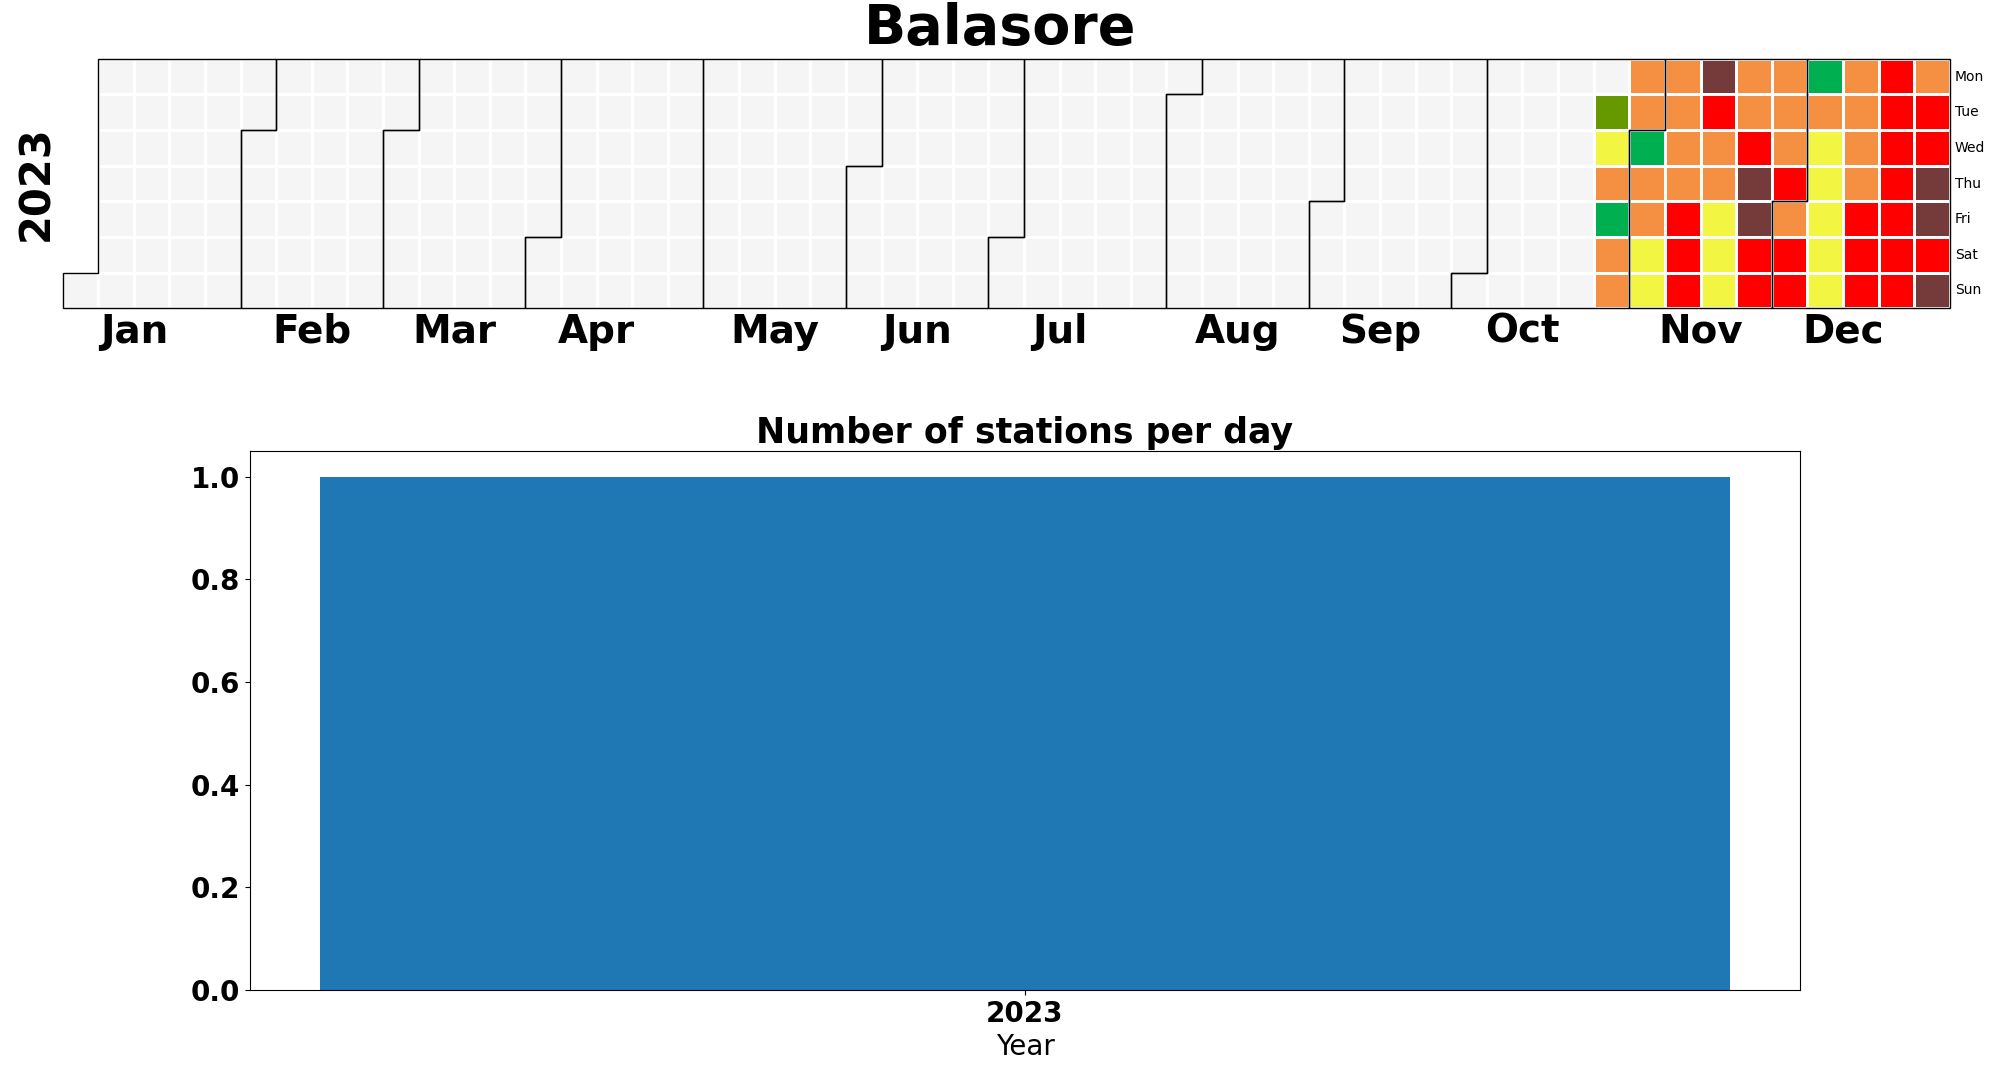 Balasore
2023
Mon
Tue
Wed
Thu
Fri
Sat
Sun
Jan Feb Mar Apr May Jun Jul Aug Sep Oct Nov Dec
Number of stations per day
1.0
0.8
0.6
0.4
0.2
0.0
2023
Year